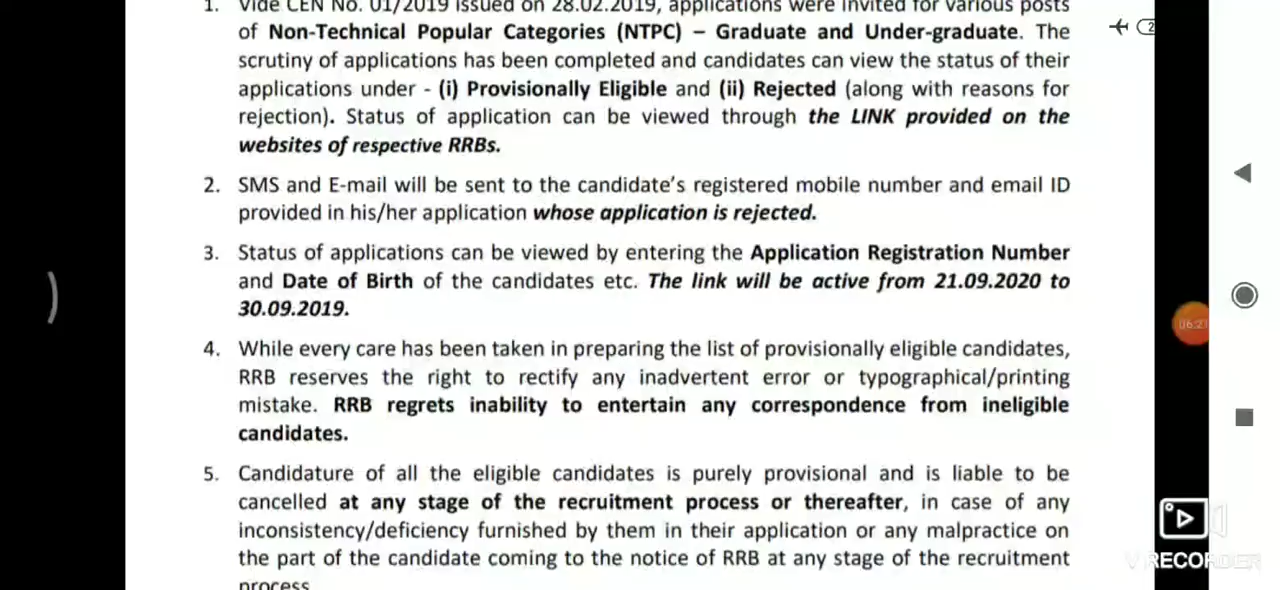 1. Vide CEN No. 01/2019 issued on 28.02.2019, applications were invited for various posts
of Non-Technical Popular Categories (NTPC) – Graduate and Under-graduate. The
scrutiny of applications has been completed and candidates can view the status of their
applications under - (i) Provisionally Eligible and (ii) Rejected (along with reasons for
rejection). Status of application can be viewed through the LINK provided on the
websites of respective RRBs.
2. SMS and E-mail will be sent to the candidate's registered mobile number and email ID
provided in his/her application whose application is rejected.
3. Status of applications can be viewed by entering the Application Registration Number
and Date of Birth of the candidates etc. The link will be active from 21.09.2020 to
30.09.2019.
4. While every care has been taken in preparing the list of provisionally eligible candidates,
RRB reserves the right to rectify any inadvertent error or typographical/printing
mistake. RRB regrets inability to entertain any correspondence from ineligible
candidates.
5. Candidature of all the eligible candidates is purely provisional and is liable to be
cancelled at any stage of the recruitment process or thereafter, in case of any
inconsistency/deficiency furnished by them in their application or any malpractice on
the part of the candidate coming to the notice of RRB at any stage of the recruitment
process
06:21
V RECORDER